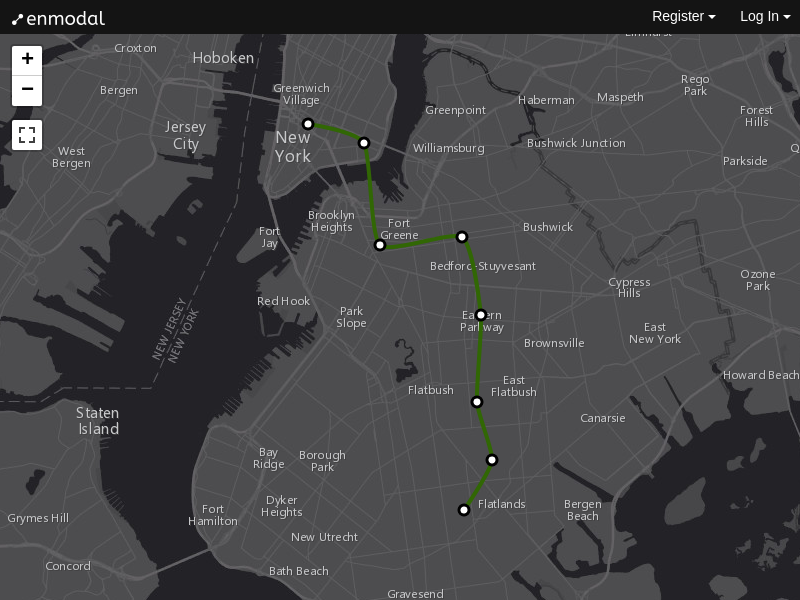 enmodal
Register
Log In
Elmhurst
Croxton
Hoboken
Bergen
Greenwich
Village
Rego
Park
Haberman
Maspeth
Greenpoint
Forest
Hills
Jersey
City
New
York
Williamsburg
Bushwick Junction
West
Bergen
Parkside
Brooklyn
Heights
Fort
Greene
Bushwick
Fort
Jay
Bedford-Stuyvesant
Cypress
Hills
Ozone
Park
Red Hook
Park
Slope
Eastern
Parkway
East
New York
Brownsville
NEW JERSEY
NEW YORK
Howard Beach
Flatbush
East
Flatbush
Staten
Island
Canarsie
Bay
Ridge
Borough
Park
Dyker
Heights
Flatlands
Bergen
Beach
Fort
Hamilton
Grymes Hill
New Utrecht
Concord
Bath Beach
Gravesend